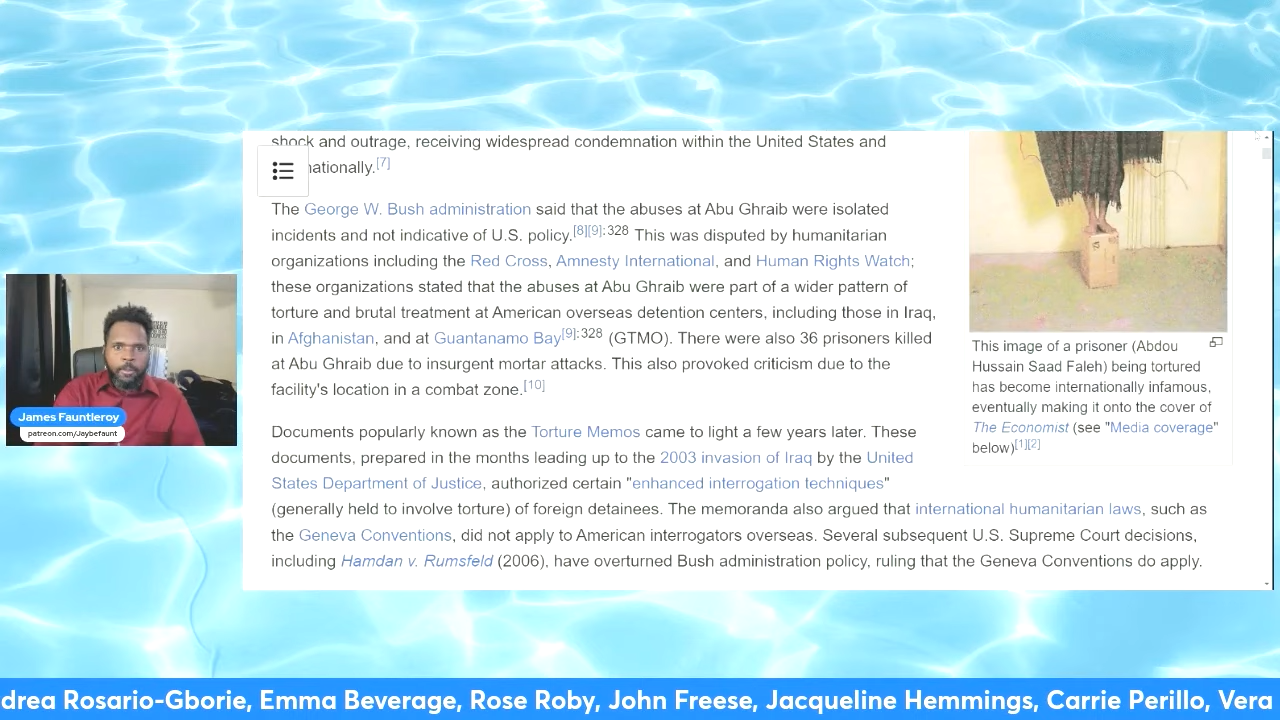 shock and outrage, receiving widespread condemnation within the United States and
nationally.[7]
The George W. Bush administration said that the abuses at Abu Ghraib were isolated
incidents and not indicative of U.S. policy.[8][9]:328 This was disputed by humanitarian
organizations including the Red Cross, Amnesty International, and Human Rights Watch;
these organizations stated that the abuses at Abu Ghraib were part of a wider pattern of
torture and brutal treatment at American overseas detention centers, including those in Iraq,
in Afghanistan, and at Guantanamo Bay[9]:328 (GTMO). There were also 36 prisoners killed
at Abu Ghraib due to insurgent mortar attacks. This also provoked criticism due to the
facility's location in a combat zone.[10]
Documents popularly known as the Torture Memos came to light a few years later. These
documents, prepared in the months leading up to the 2003 invasion of Iraq by the United
States Department of Justice, authorized certain "enhanced interrogation techniques"
(generally held to involve torture) of foreign detainees. The memoranda also argued that international humanitarian laws, such as
the Geneva Conventions, did not apply to American interrogators overseas. Several subsequent U.S. Supreme Court decisions,
including Hamdan v. Rumsfeld (2006), have overturned Bush administration policy, ruling that the Geneva Conventions do apply.
This image of a prisoner (Abdou
Hussain Saad Faleh) being tortured
has become internationally infamous,
eventually making it onto the cover of
The Economist (see "Media coverage"
below)[1][2]
James Fauntleroy
patreon.com/Jaybefaunt
drea Rosario-Gborie, Emma Beverage, Rose Roby, John Freese, Jacqueline Hemmings, Carrie Perillo, Vera